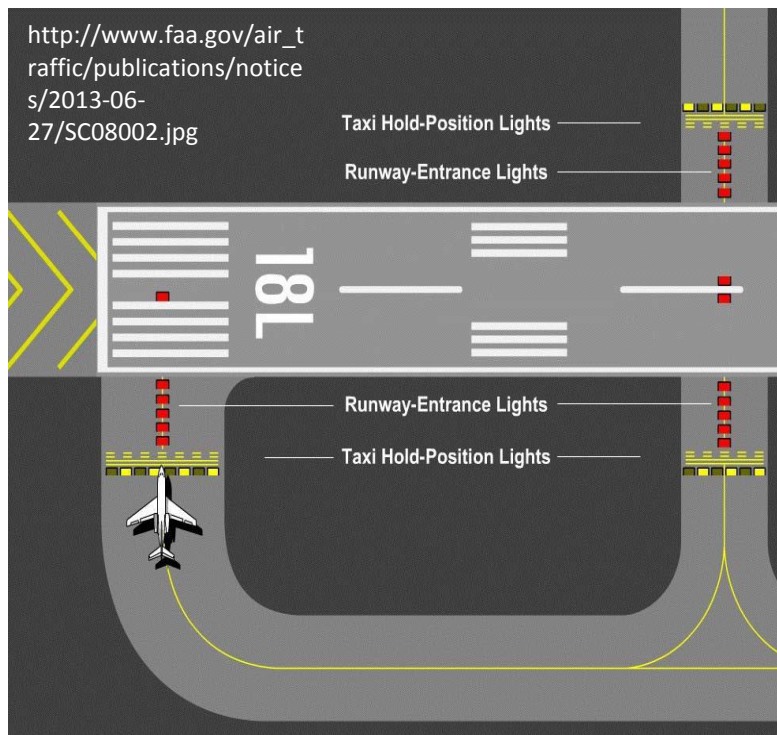 http://www.faa.gov/air_t
raffic/publications/notice
s/2013-06-
27/SC08002.jpg
Taxi Hold-Position Lights
Runway-Entrance Lights
18L
Runway-Entrance Lights
Taxi Hold-Position Lights